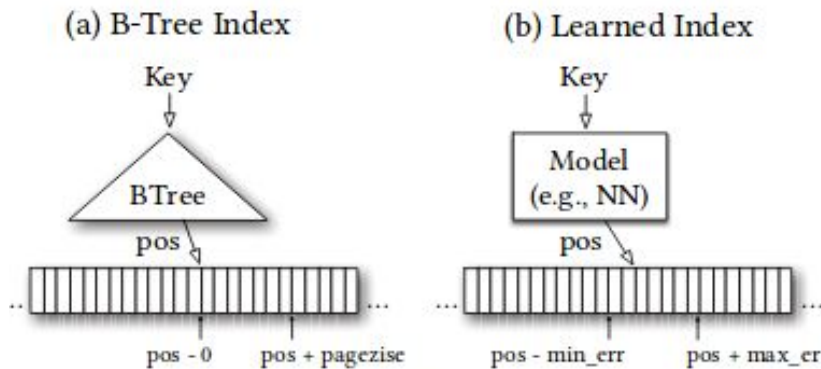 (a) B-Tree Index
Key
BTree
pos
... ...
pos - 0 pos + pagezise
(b) Learned Index
Key
Model
(e.g., NN)
pos
... ...
pos - min_err pos + max_er